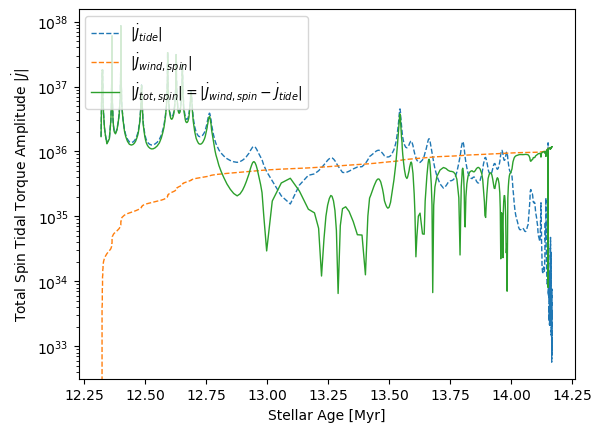 |J̇_tide|
|J̇_wind,spin|
|J̇_tot,spin| = |J̇_wind,spin − J̇_tide|
Total Spin Tidal Torque Amplitude |J̇|
10^38
10^37
10^36
10^35
10^34
10^33
12.25 12.50 12.75 13.00 13.25 13.50 13.75 14.00 14.25
Stellar Age [Myr]